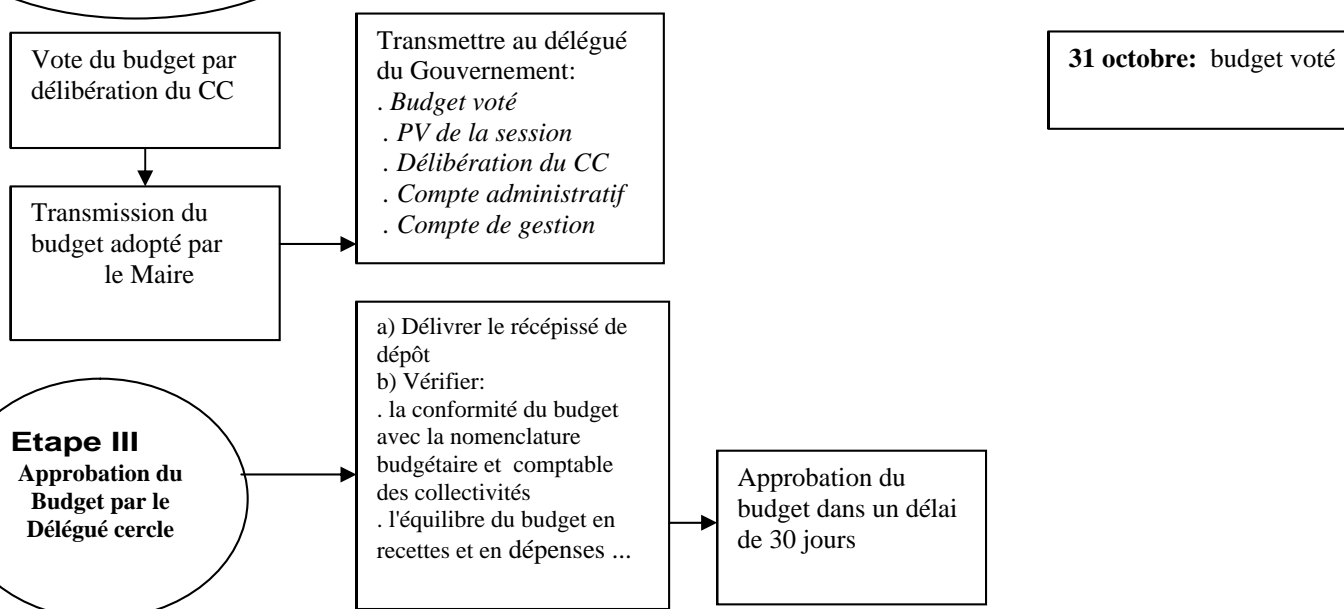 Vote du budget par
délibération du CC
Transmettre au délégué
du Gouvernement:
. Budget voté
. PV de la session
. Délibération du CC
. Compte administratif
. Compte de gestion
31 octobre: budget voté
Transmission du
budget adopté par
le Maire
Etape III
Approbation du
Budget par le
Délégué cercle
a) Délivrer le récépissé de
dépôt
b) Vérifier:
. la conformité du budget
avec la nomenclature
budgétaire et comptable
des collectivités
. l'équilibre du budget en
recettes et en dépenses ...
Approbation du
budget dans un délai
de 30 jours